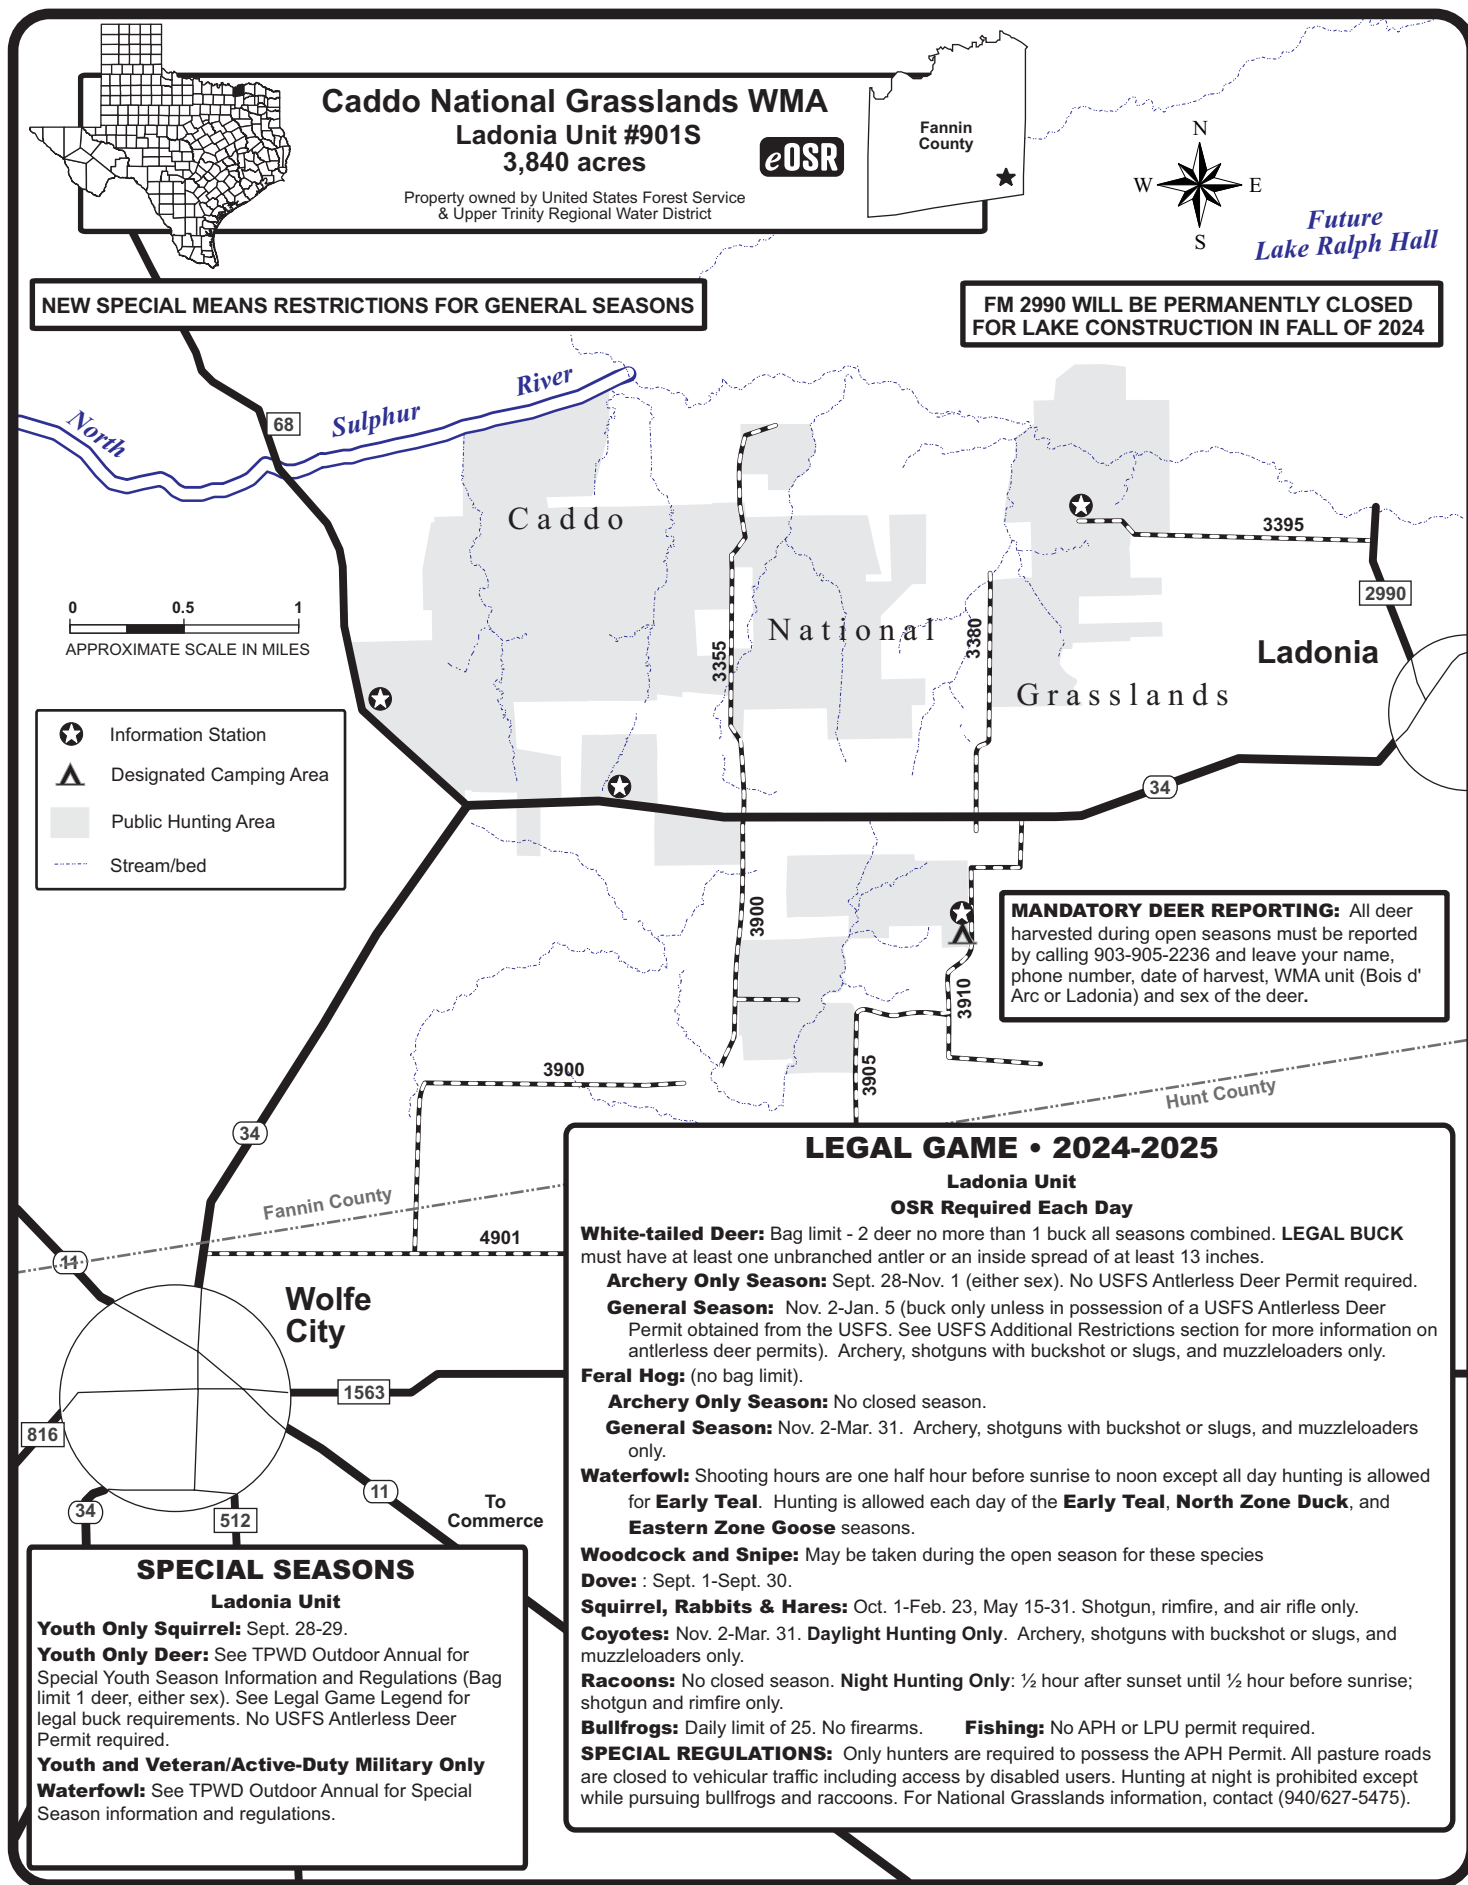 Caddo National Grasslands WMA
Ladonia Unit #901S
3,840 acres
eOSR
Property owned by United States Forest Service
& Upper Trinity Regional Water District
Fannin
County
N
W
E
S
Future
Lake Ralph Hall
NEW SPECIAL MEANS RESTRICTIONS FOR GENERAL SEASONS
FM 2990 WILL BE PERMANENTLY CLOSED
FOR LAKE CONSTRUCTION IN FALL OF 2024
North
Sulphur
River
68
Caddo
National
Grasslands
3395
2990
3355
3380
Ladonia
0
0.5
1
APPROXIMATE SCALE IN MILES
Information Station
Designated Camping Area
Public Hunting Area
Stream/bed
34
3900
3910
3905
3900
MANDATORY DEER REPORTING: All deer
harvested during open seasons must be reported
by calling 903-905-2236 and leave your name,
phone number, date of harvest, WMA unit (Bois d'
Arc or Ladonia) and sex of the deer.
Hunt County
Fannin County
34
11
4901
Wolfe
City
1563
816
34
512
11
To
Commerce
LEGAL GAME • 2024-2025
Ladonia Unit
OSR Required Each Day
White-tailed Deer: Bag limit - 2 deer no more than 1 buck all seasons combined. LEGAL BUCK
must have at least one unbranched antler or an inside spread of at least 13 inches.
Archery Only Season: Sept. 28-Nov. 1 (either sex). No USFS Antlerless Deer Permit required.
General Season: Nov. 2-Jan. 5 (buck only unless in possession of a USFS Antlerless Deer
Permit obtained from the USFS. See USFS Additional Restrictions section for more information on
antlerless deer permits). Archery, shotguns with buckshot or slugs, and muzzleloaders only.
Feral Hog: (no bag limit).
Archery Only Season: No closed season.
General Season: Nov. 2-Mar. 31. Archery, shotguns with buckshot or slugs, and muzzleloaders
only.
Waterfowl: Shooting hours are one half hour before sunrise to noon except all day hunting is allowed
for Early Teal. Hunting is allowed each day of the Early Teal, North Zone Duck, and
Eastern Zone Goose seasons.
Woodcock and Snipe: May be taken during the open season for these species
Dove: : Sept. 1-Sept. 30.
Squirrel, Rabbits & Hares: Oct. 1-Feb. 23, May 15-31. Shotgun, rimfire, and air rifle only.
Coyotes: Nov. 2-Mar. 31. Daylight Hunting Only. Archery, shotguns with buckshot or slugs, and
muzzleloaders only.
Racoons: No closed season. Night Hunting Only: ½ hour after sunset until ½ hour before sunrise;
shotgun and rimfire only.
Bullfrogs: Daily limit of 25. No firearms. Fishing: No APH or LPU permit required.
SPECIAL REGULATIONS: Only hunters are required to possess the APH Permit. All pasture roads
are closed to vehicular traffic including access by disabled users. Hunting at night is prohibited except
while pursuing bullfrogs and raccoons. For National Grasslands information, contact (940/627-5475).
SPECIAL SEASONS
Ladonia Unit
Youth Only Squirrel: Sept. 28-29.
Youth Only Deer: See TPWD Outdoor Annual for
Special Youth Season Information and Regulations (Bag
limit 1 deer, either sex). See Legal Game Legend for
legal buck requirements. No USFS Antlerless Deer
Permit required.
Youth and Veteran/Active-Duty Military Only
Waterfowl: See TPWD Outdoor Annual for Special
Season information and regulations.